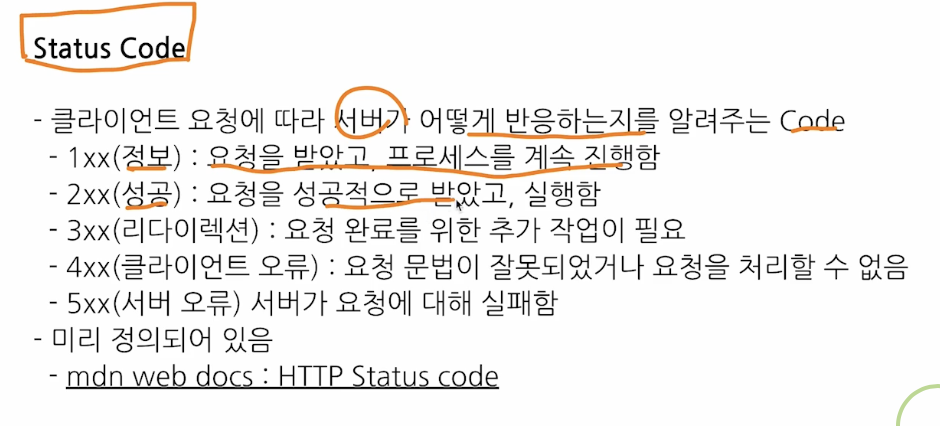 Status Code
- 클라이언트 요청에 따라 서버가 어떻게 반응하는지를 알려주는 Code
- 1xx(정보) : 요청을 받았고, 프로세스를 계속 진행함
- 2xx(성공) : 요청을 성공적으로 받았고, 실행함
- 3xx(리다이렉션) : 요청 완료를 위한 추가 작업이 필요
- 4xx(클라이언트 오류) : 요청 문법이 잘못되었거나 요청을 처리할 수 없음
- 5xx(서버 오류) 서버가 요청에 대해 실패함
- 미리 정의되어 있음
- mdn web docs : HTTP Status code